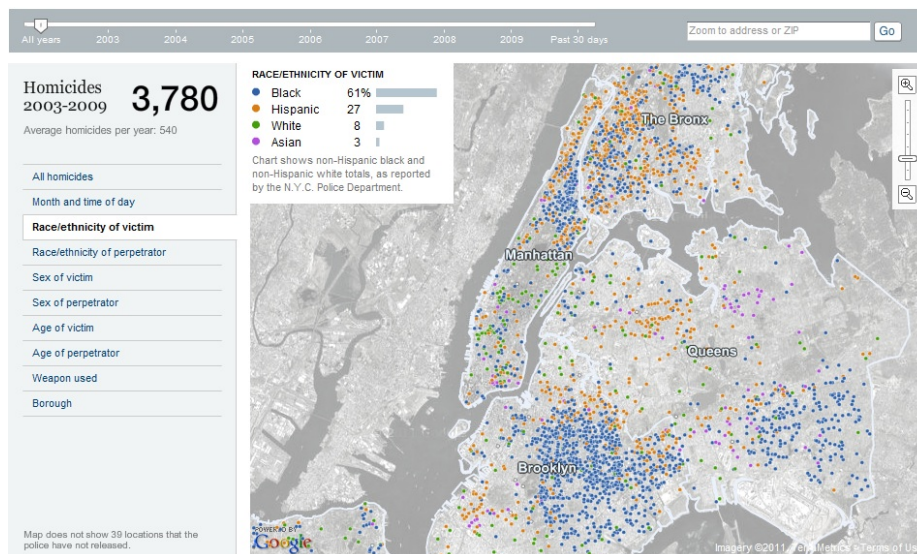 All years 2003 2004 2005 2006 2007 2008 2009 Past 30 days
Zoom to address or ZIP Go
Homicides
2003-2009 3,780
Average homicides per year: 540
All homicides
Month and time of day
Race/ethnicity of victim
Race/ethnicity of perpetrator
Sex of victim
Sex of perpetrator
Age of victim
Age of perpetrator
Weapon used
Borough
Map does not show 39 locations that the
police have not released.
RACE/ETHNICITY OF VICTIM
Black 61%
Hispanic 27
White 8
Asian 3
Chart shows non-Hispanic black and
non-Hispanic white totals, as reported
by the N.Y.C. Police Department.
The Bronx
Manhattan
Queens
Brooklyn
POWERED BY
Google
Imagery ©2011 TerraMetrics - Terms of Us